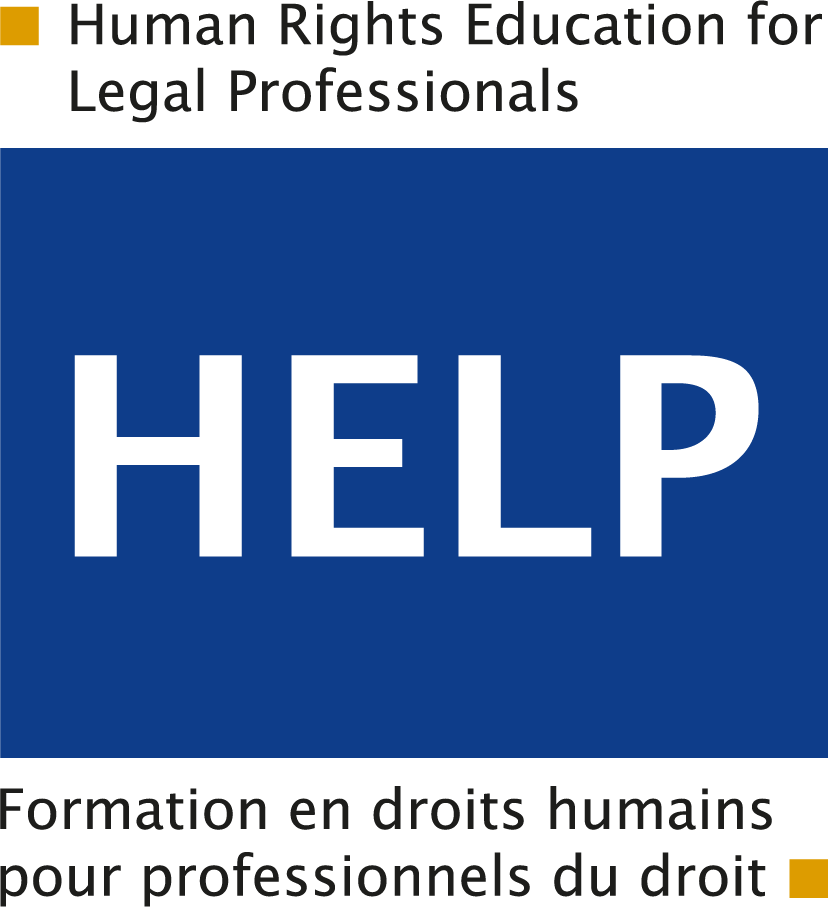 Human Rights Education for
Legal Professionals
HELP
Formation en droits humains
pour professionnels du droit